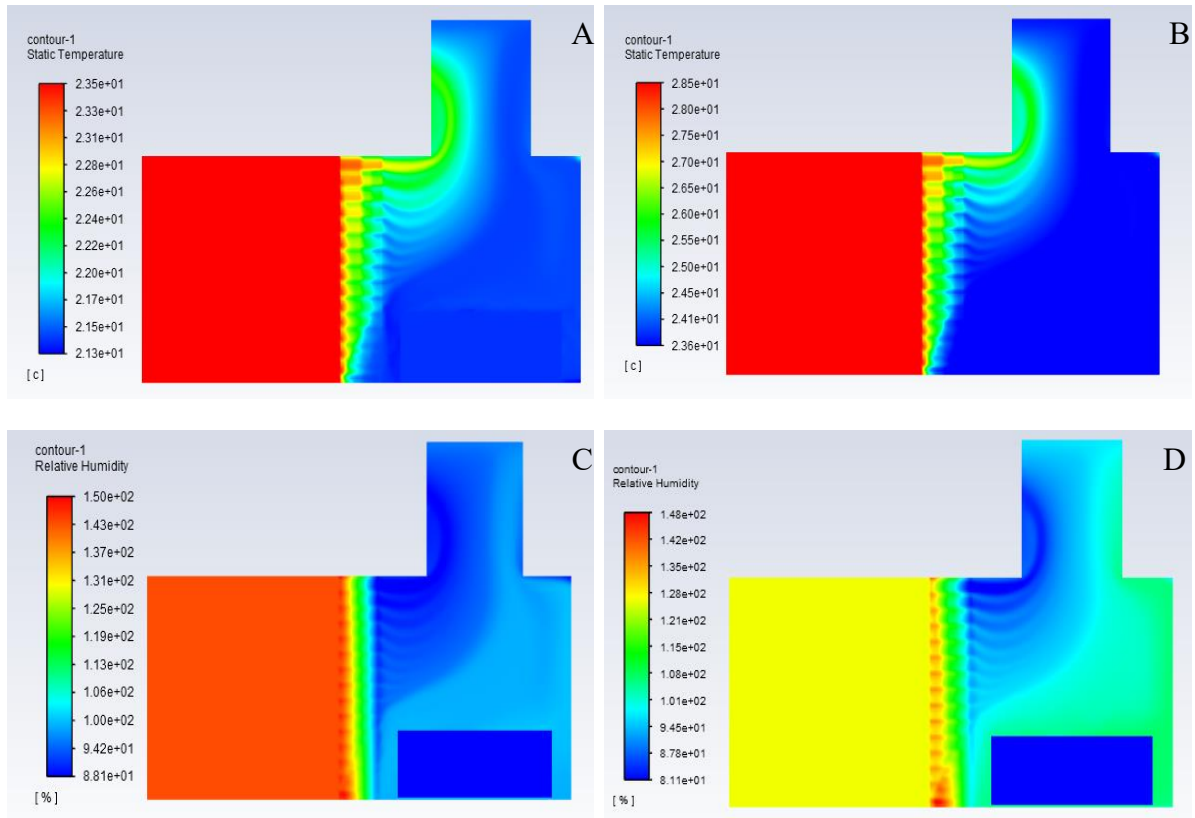 contour-1
Static Temperature
2.35e+01
2.33e+01
2.28e+01
2.26e+01
2.24e+01
2.22e+01
2.20e+01
2.17e+01
2.15e+01
2.13e+01
[ c ]
A
contour-1
Static Temperature
2.85e+01
2.75e+01
2.70e+01
2.65e+01
2.60e+01
2.55e+01
2.50e+01
2.45e+01
2.41e+01
2.36e+01
[ c ]
B
contour-1
Relative Humidity
1.50e+02
1.43e+02
1.37e+02
1.31e+02
1.25e+02
1.19e+02
1.13e+02
1.06e+02
1.00e+02
9.42e+01
8.81e+01
[ % ]
C
contour-1
Relative Humidity
1.48e+02
1.42e+02
1.35e+02
1.28e+02
1.21e+02
1.15e+02
1.08e+02
1.01e+02
9.45e+01
8.78e+01
8.11e+01
[ % ]
D